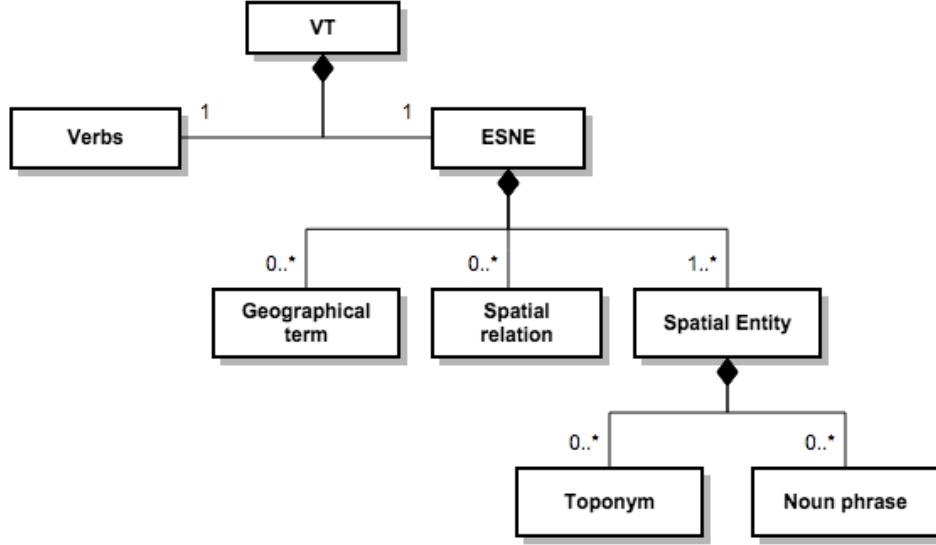 VT
1 1
Verbs ESNE
0..* 0..* 1..*
Geographical
term
Spatial
relation
Spatial Entity
0..* 0..*
Toponym Noun phrase